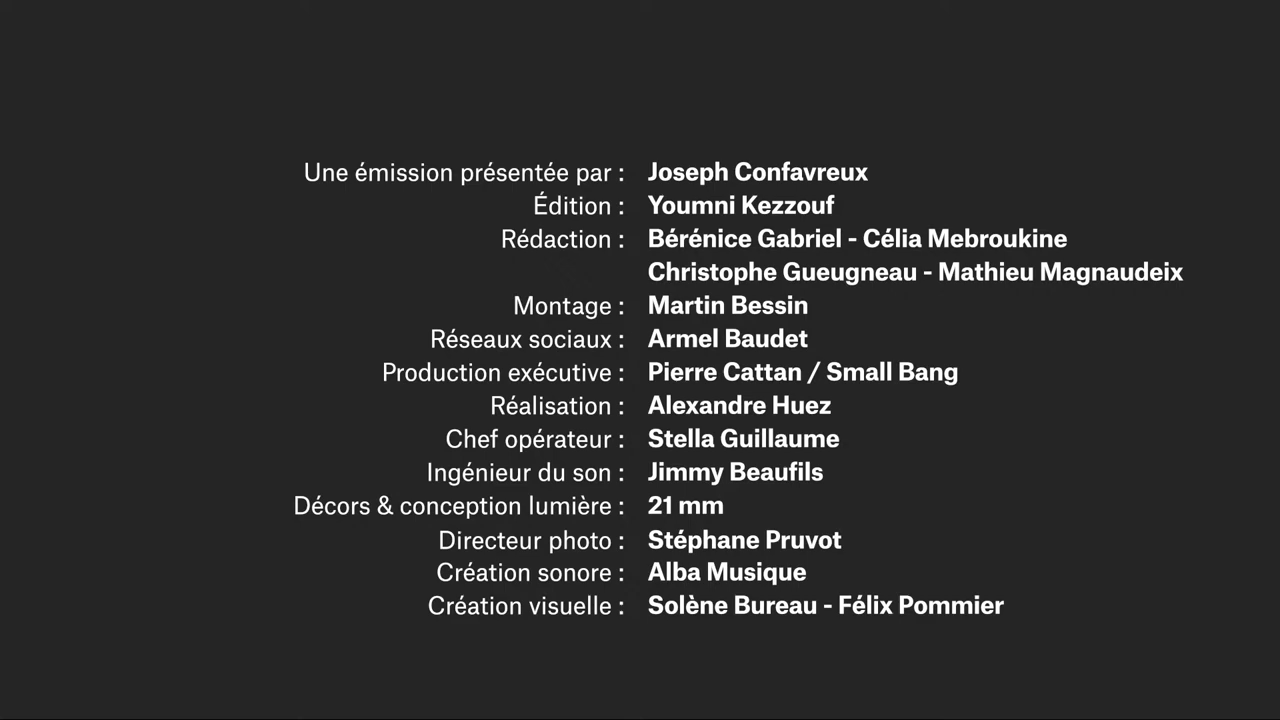 Une émission présentée par : Joseph Confavreux
Édition : Youmni Kezzouf
Rédaction : Bérénice Gabriel - Célia Mebroukine
Christophe Gueugneau - Mathieu Magnaudeix
Montage : Martin Bessin
Réseaux sociaux : Armel Baudet
Production exécutive : Pierre Cattan / Small Bang
Réalisation : Alexandre Huez
Chef opérateur : Stella Guillaume
Ingénieur du son : Jimmy Beaufils
Décors & conception lumière : 21 mm
Directeur photo : Stéphane Pruvot
Création sonore : Alba Musique
Création visuelle : Solène Bureau - Félix Pommier